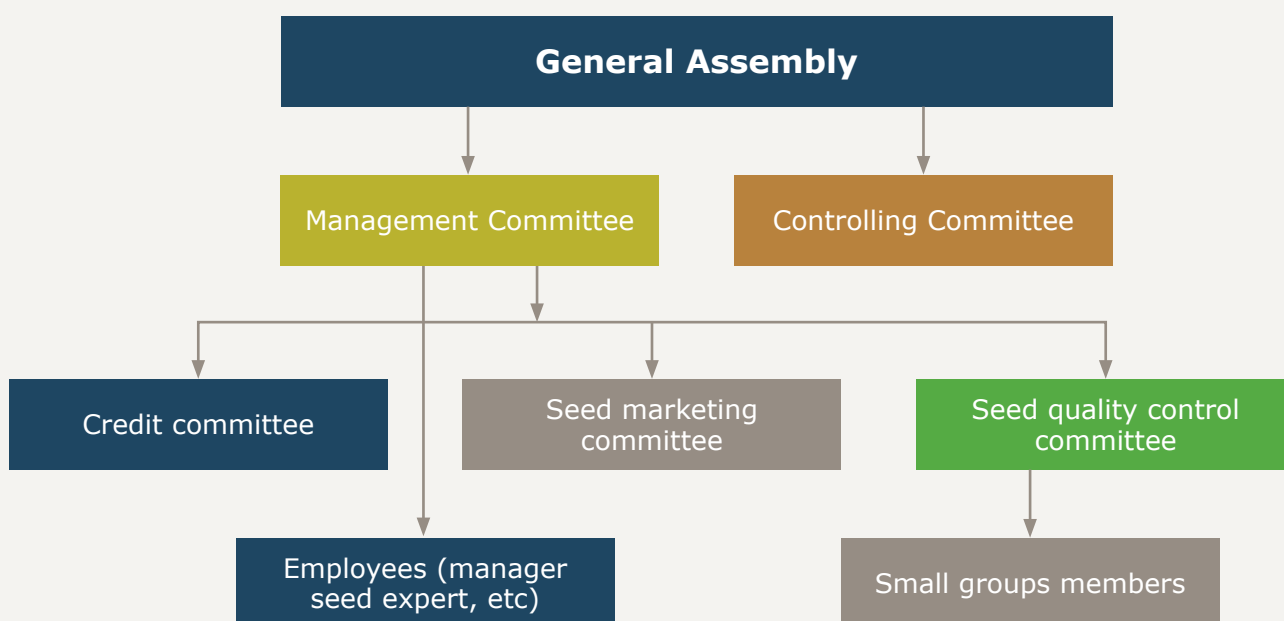 General Assembly
Management Committee
Controlling Committee
Credit committee
Seed marketing
committee
Seed quality control
committee
Employees (manager
seed expert, etc)
Small groups members